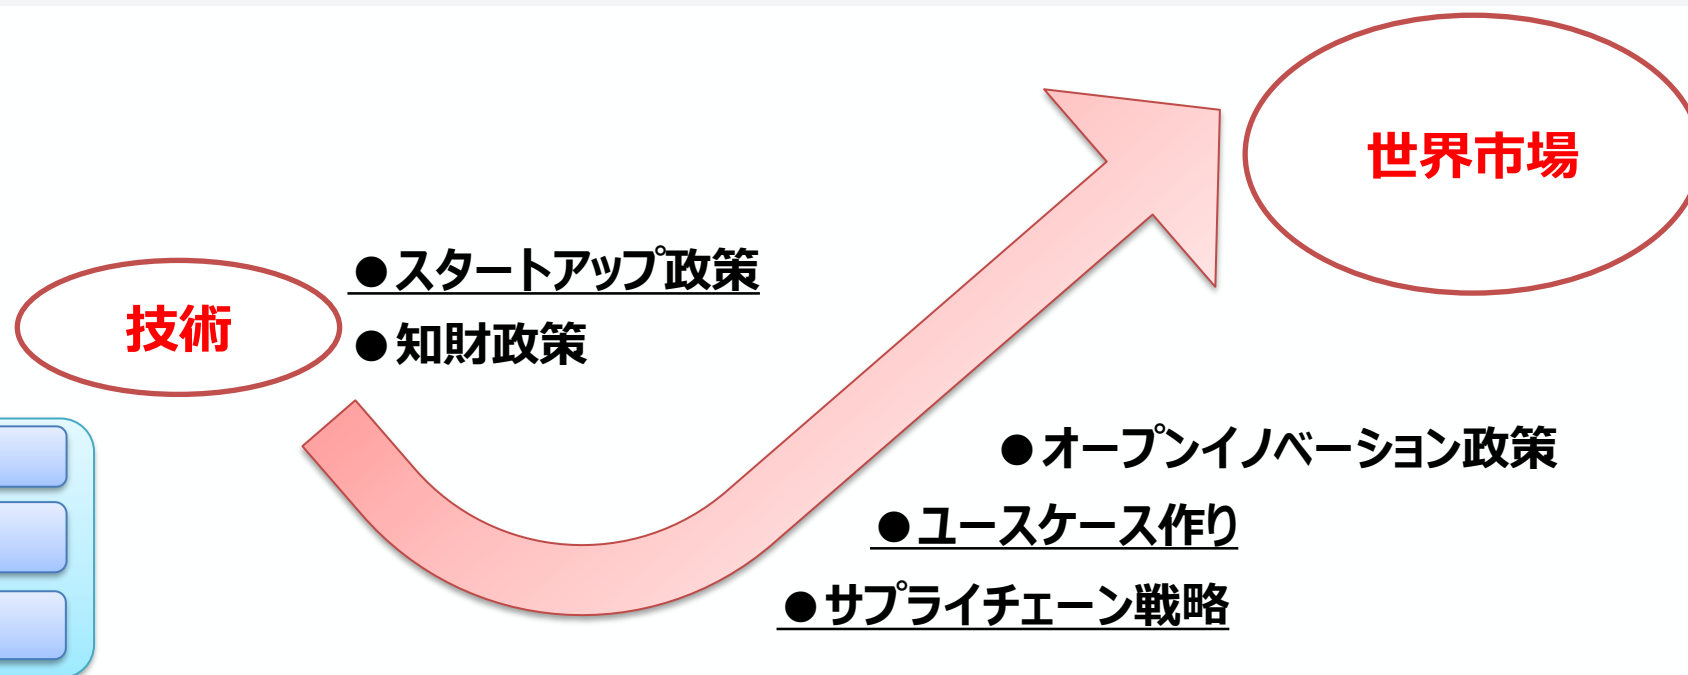 世界市場
●スタートアップ政策
技術
●知財政策
●オープンイノベーション政策
●ユースケース作り
●サプライチェーン戦略